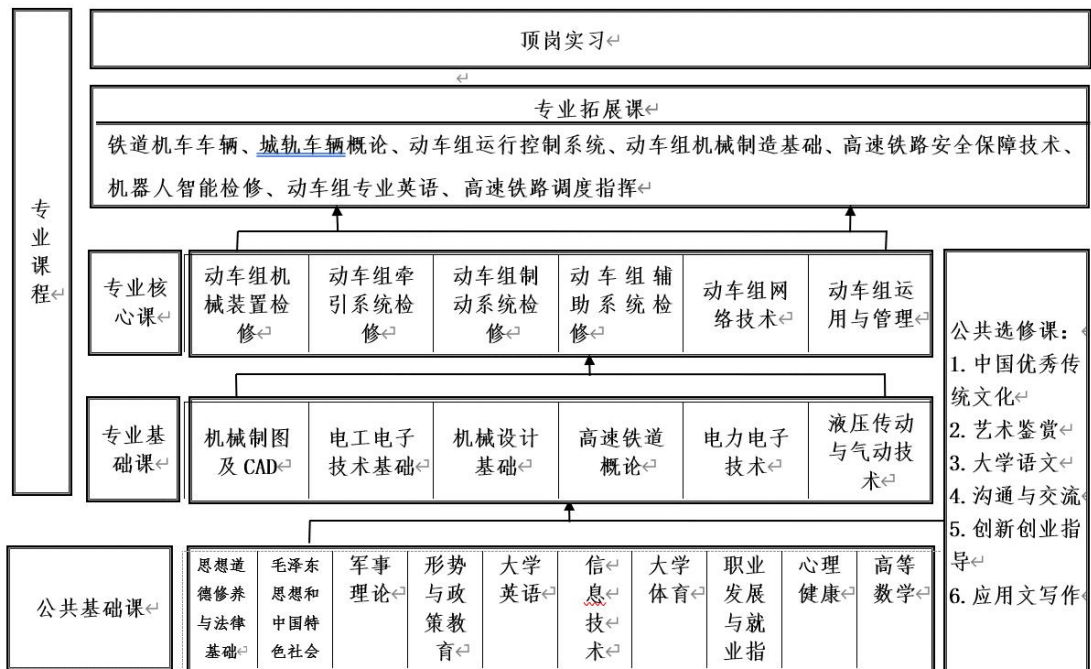 顶岗实习
专业拓展课
铁道机车车辆、城轨车辆概论、动车组运行控制系统、动车组机械制造基础、高速铁路安全保障技术、
机器人智能检修、动车组专业英语、高速铁路调度指挥
专
业
课
程
专业核
心课
动车组机
械装置检
修
动车组牵
引系统检
修
动车组制
动系统检
修
动车组辅
助系统检
修
动车组网
络技术
动车组运
用与管理
专业基
础课
机械制图
及 CAD
电工电子
技术基础
机械设计
基础
高速铁道
概论
电力电子
技术
液压传动
与气动技
术
公共选修课：
1.中国优秀传
统文化
2.艺术鉴赏
3.大学语文
4.沟通与交流
5.创新创业指
导
6.应用文写作
公共基础课
思想道
德修养
与法律
基础
毛泽东
思想和
中国特
色社会
军事
理论
形势
与政
策教
育
大学
英语
信
息
技
术
大学
体育
职业
发展
与就
业指
心理
健康
高等
数学